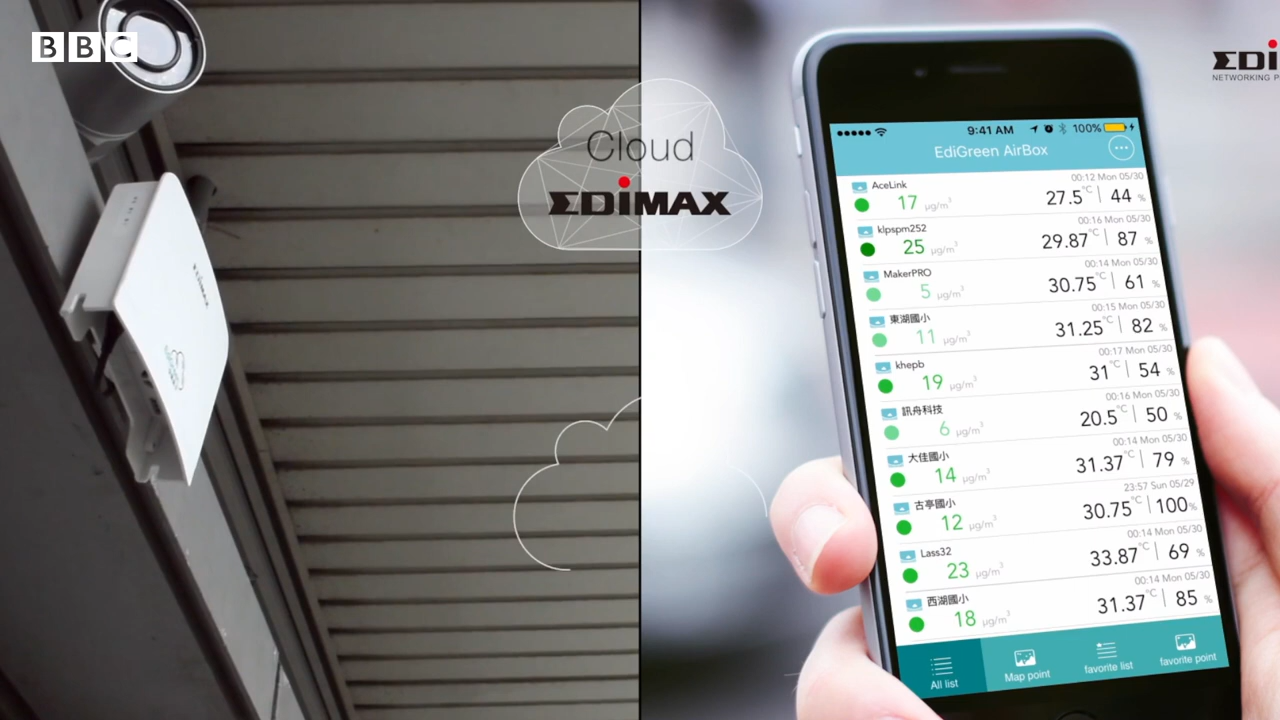 BBC
Cloud
EDIMAX
EDIMAX
EDI
NETWORKING P
9:41 AM
100%
EdiGreen AirBox
AceLink
00:12 Mon 05/30
17 µg/m³ 27.5°C | 44 %
klpspm252
00:16 Mon 05/30
25 µg/m³ 29.87°C | 87 %
MakerPRO
00:14 Mon 05/30
5 µg/m³ 30.75°C | 61 %
東湖國小
00:15 Mon 05/30
11 µg/m³ 31.25°C | 82 %
khepb
00:17 Mon 05/30
19 µg/m³ 31°C | 54 %
訊舟科技
00:16 Mon 05/30
6 µg/m³ 20.5°C | 50 %
大佳國小
00:14 Mon 05/30
14 µg/m³ 31.37°C | 79 %
古亭國小
23:57 Sun 05/29
12 µg/m³ 30.75°C | 100%
Lass32
00:14 Mon 05/30
23 µg/m³ 33.87°C | 69 %
西湖國小
00:14 Mon 05/30
18 µg/m³ 31.37°C | 85 %
All list
Map point
favorite list
favorite point